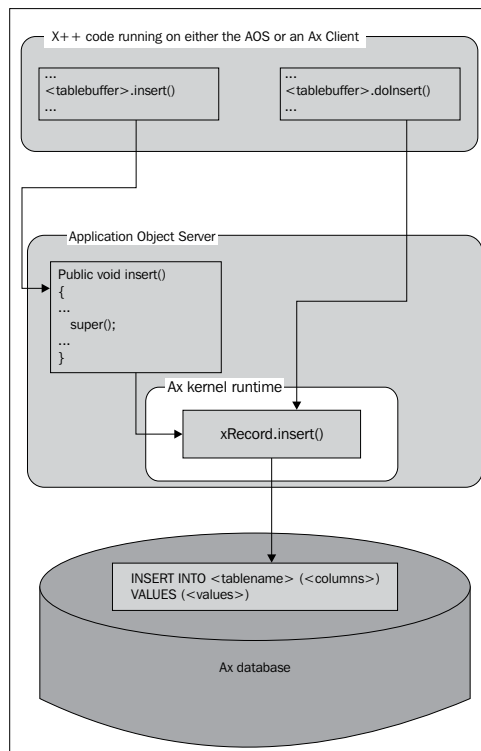 X++ code running on either the AOS or an Ax Client
...
<tablebuffer>.insert()
...
...
<tablebuffer>.doInsert()
...
Application Object Server
Public void insert()
{
...
super();
...
}
Ax kernel runtime
xRecord.insert()
INSERT INTO <tablename> (<columns>)
VALUES (<values>)
Ax database